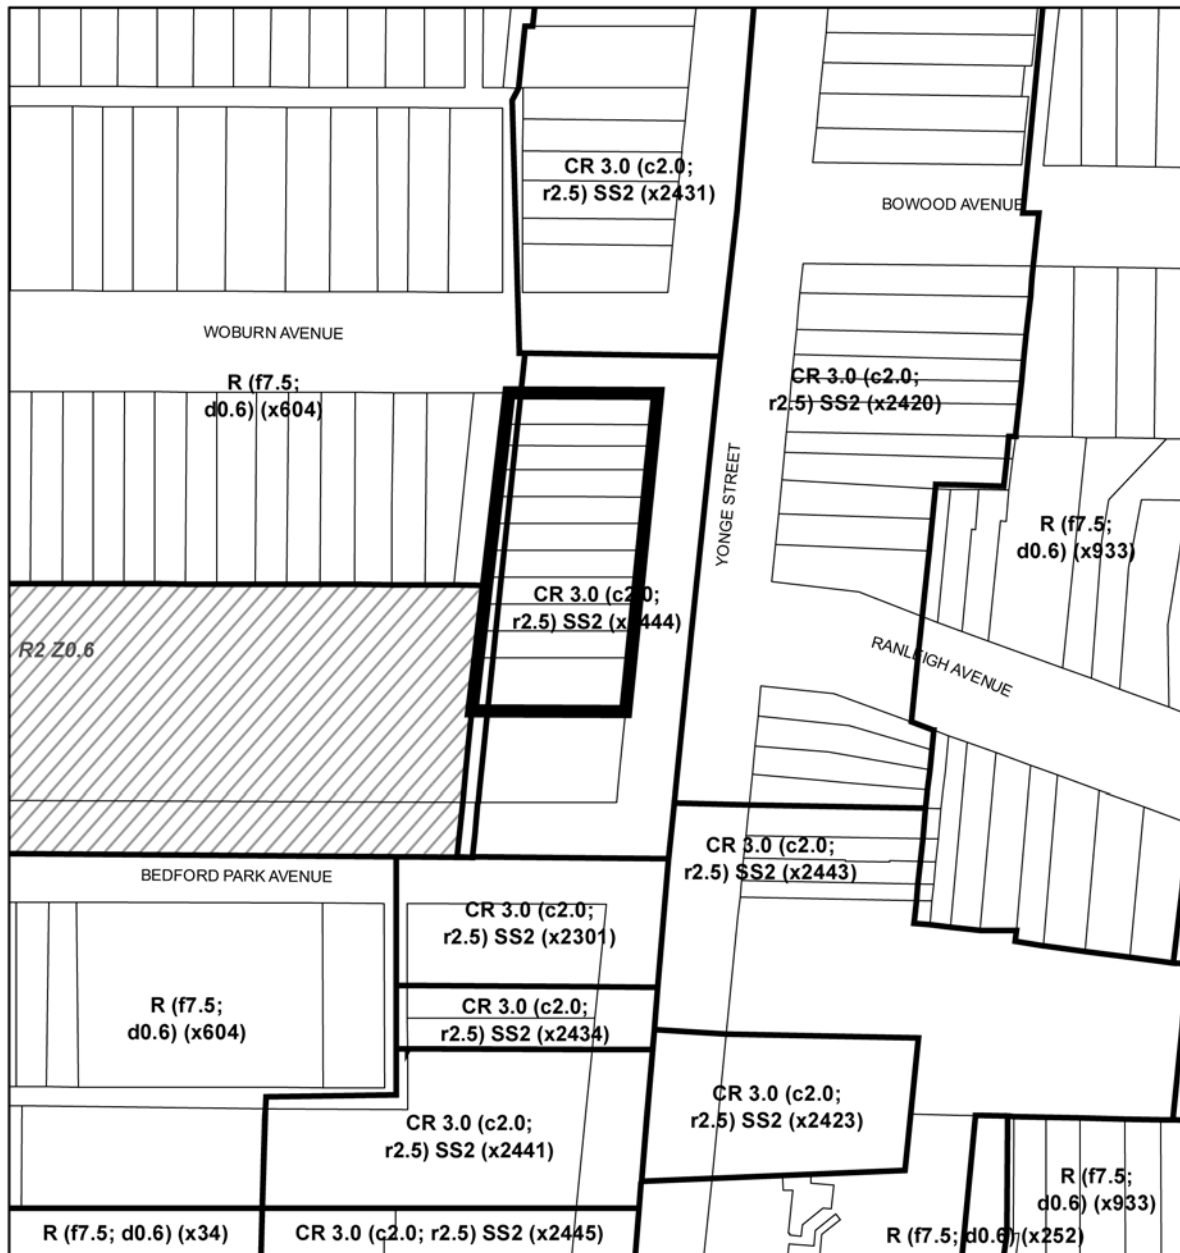 CR 3.0 (c2.0;
r2.5) SS2 (x2431)
BOWOOD AVENUE
WOBURN AVENUE
R (f7.5;
d0.6) (x604)
CR 3.0 (c2.0;
r2.5) SS2 (x2420)
YONGE STREET
R (f7.5;
d0.6) (x933)
CR 3.0 (c2.0;
r2.5) SS2 (x2444)
R2 Z0.6
RANLEIGH AVENUE
CR 3.0 (c2.0;
r2.5) SS2 (x2443)
BEDFORD PARK AVENUE
CR 3.0 (c2.0;
r2.5) SS2 (x2301)
R (f7.5;
d0.6) (x604)
CR 3.0 (c2.0;
r2.5) SS2 (x2434)
CR 3.0 (c2.0;
r2.5) SS2 (x2423)
CR 3.0 (c2.0;
r2.5) SS2 (x2441)
R (f7.5;
d0.6) (x933)
R (f7.5; d0.6) (x34)
CR 3.0 (c2.0; r2.5) SS2 (x2445)
R (f7.5; d0.6) (x252)